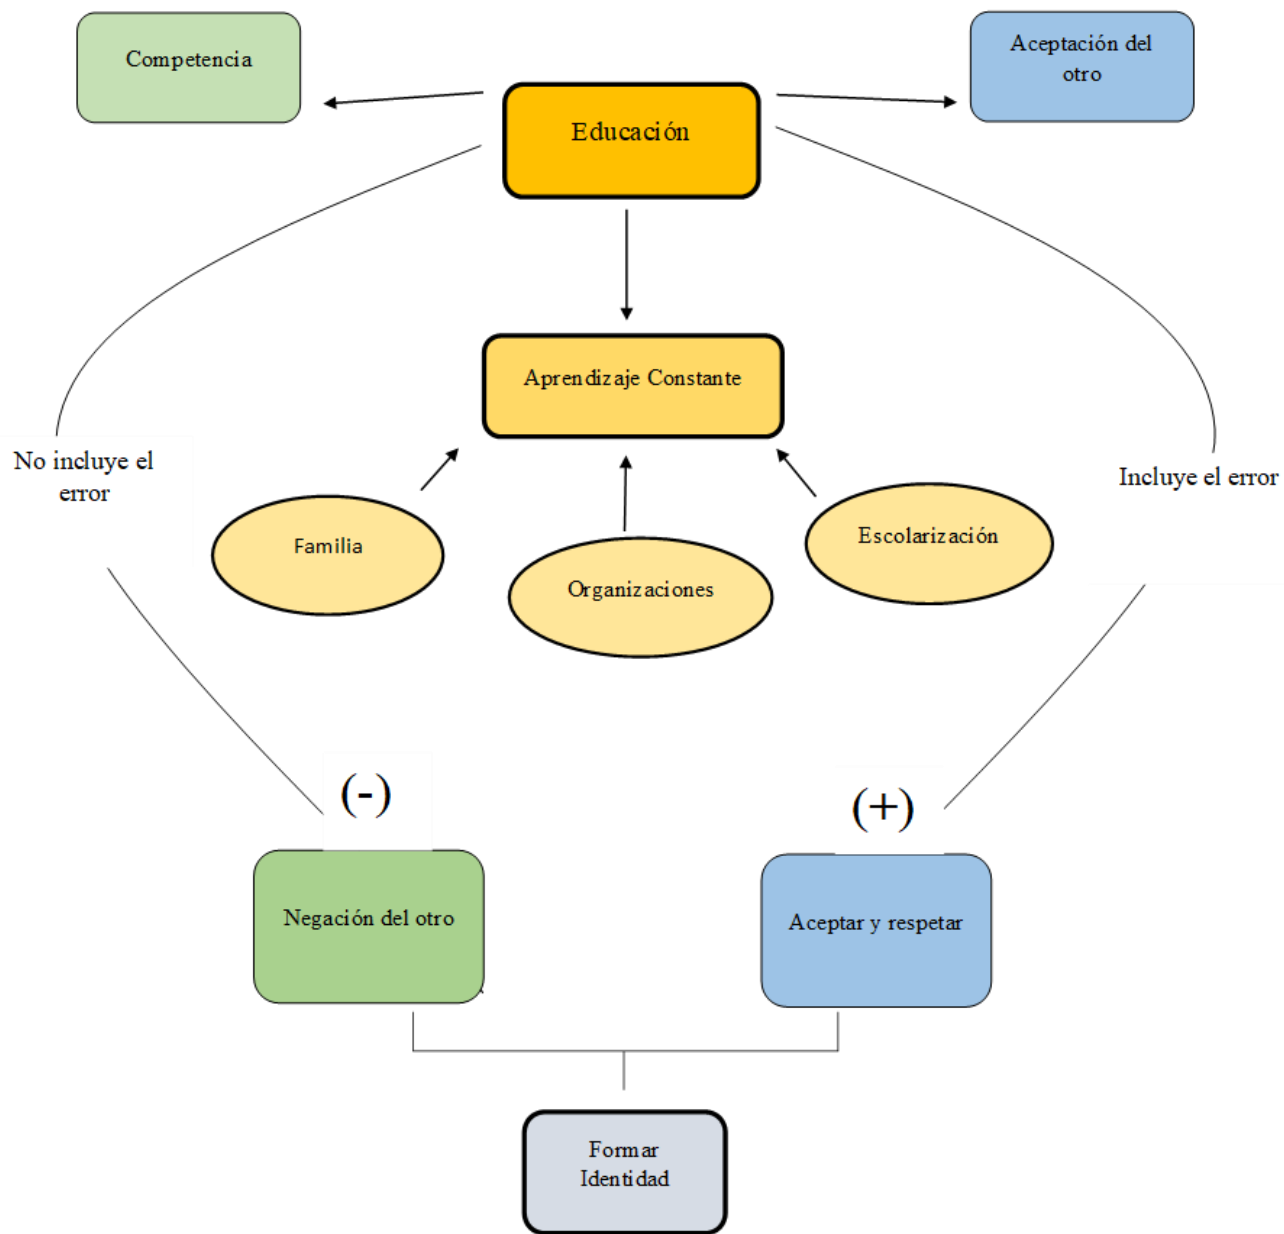 Competencia
Aceptación del
otro
Educación
Aprendizaje Constante
No incluye el
error
Incluye el error
Familia
Organizaciones
Escolarización
(-)
(+)
Negación del otro
Aceptar y respetar
Formar
Identidad